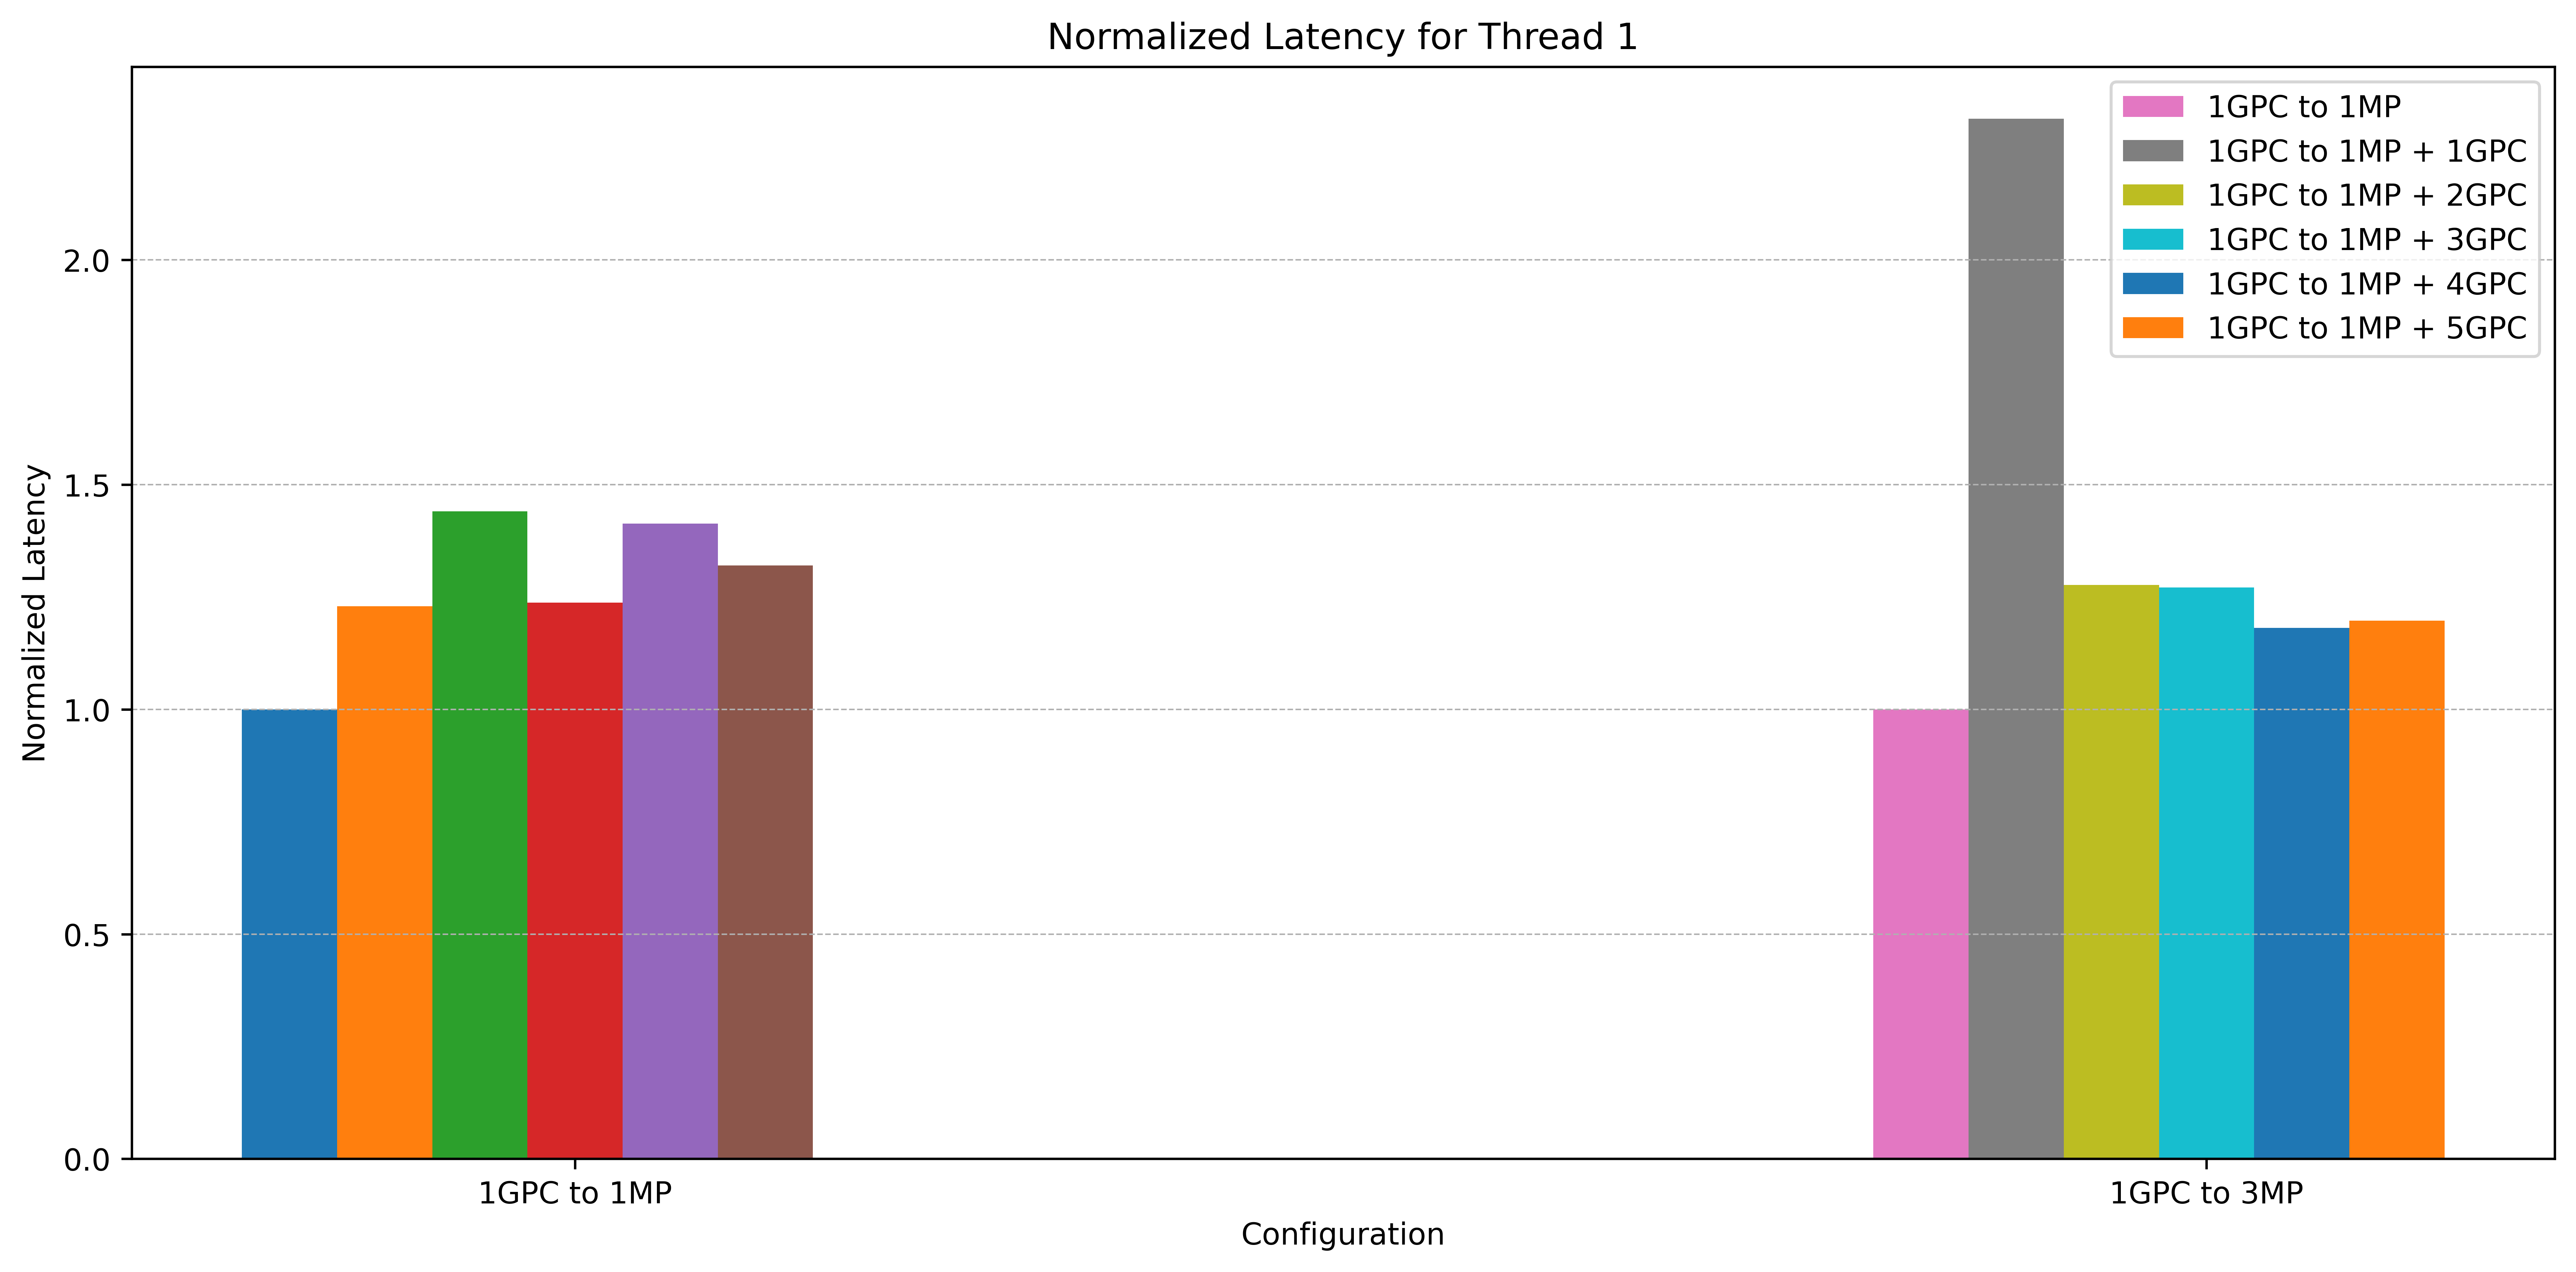 Normalized Latency for Thread 1
1GPC to 1MP
1GPC to 1MP + 1GPC
1GPC to 1MP + 2GPC
1GPC to 1MP + 3GPC
1GPC to 1MP + 4GPC
1GPC to 1MP + 5GPC
Normalized Latency
2.0
1.5
1.0
0.5
0.0
1GPC to 1MP
1GPC to 3MP
Configuration